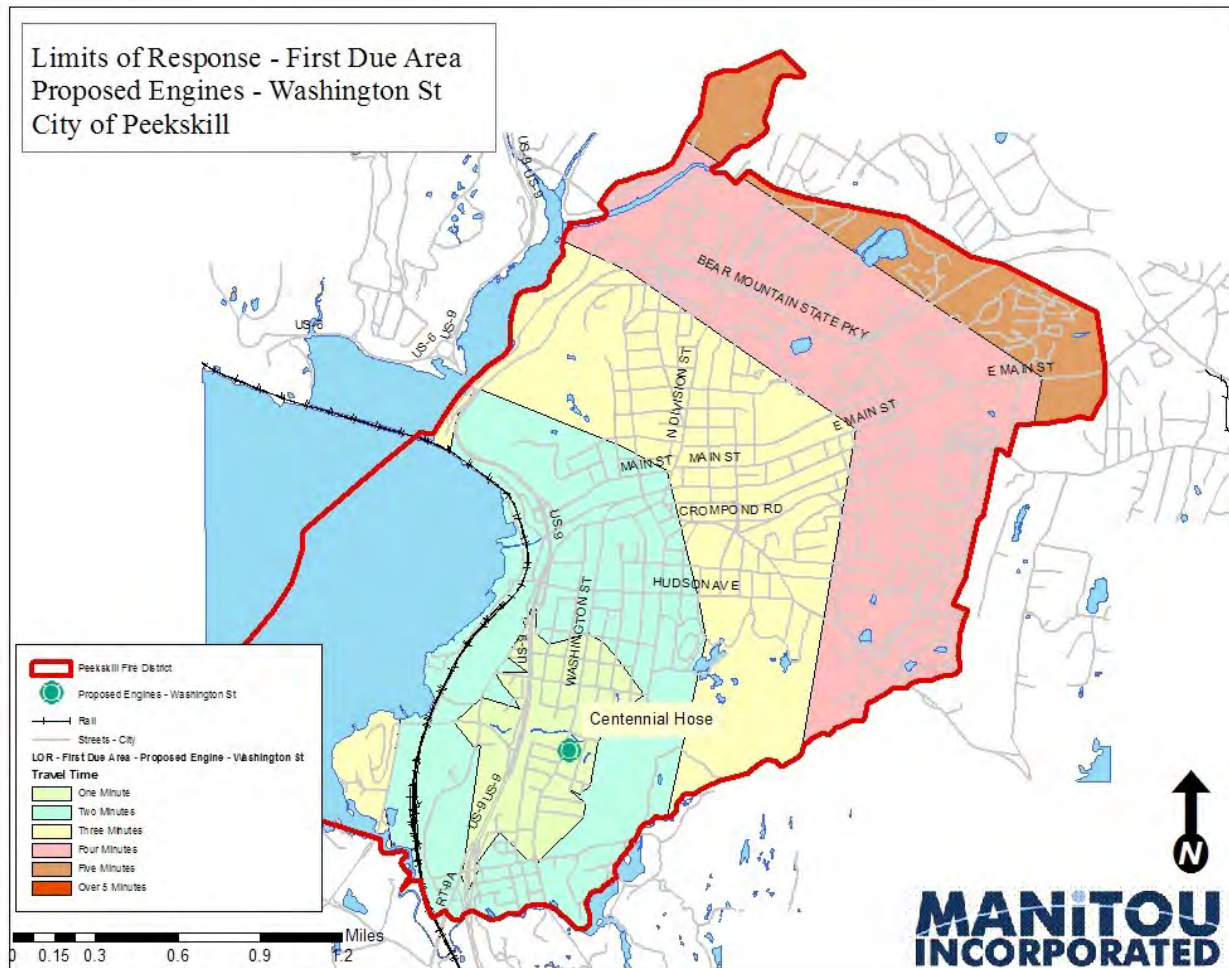 Limits of Response - First Due Area
Proposed Engines - Washington St
City of Peekskill
US-9 US-9
US-6
US-6 US-9
BEAR MOUNTAIN STATE PKY
E MAIN ST
N DIVISION ST
E MAIN ST
MAIN ST
MAIN ST
CROMPOND RD
US-9
HUDSON AVE
WASHINGTON ST
US-9
Centennial Hose
US-9 US-9
RT-9A
Peekskill Fire District
Proposed Engines - Washington St
Rail
Streets - City
LOR - First Due Area - Proposed Engine - Washington St
Travel Time
One Minute
Two Minutes
Three Minutes
Four Minutes
Five Minutes
Over 5 Minutes
Miles
0 0.15 0.3 0.6 0.9 1.2
N
MANiTOU
INCORPORATED